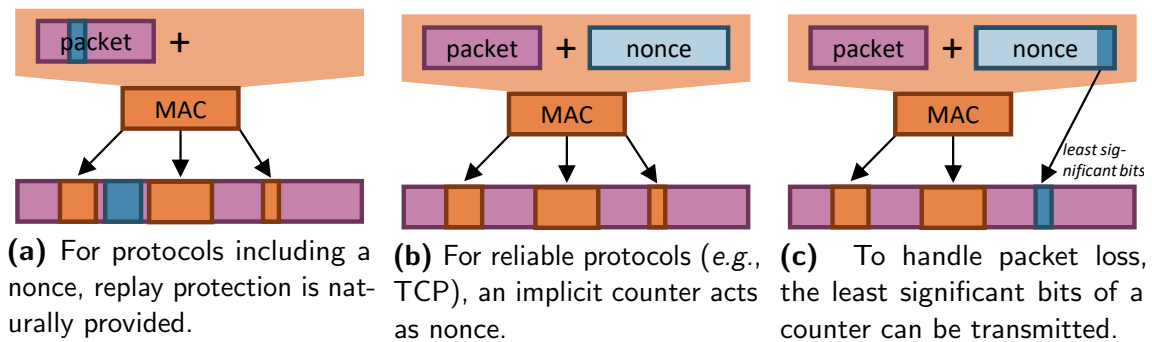 packet +
MAC
(a) For protocols including a
nonce, replay protection is nat-
urally provided.
packet + nonce
MAC
(b) For reliable protocols (e.g.,
TCP), an implicit counter acts
as nonce.
packet + nonce
MAC
least sig-
nificant bits
(c) To handle packet loss,
the least significant bits of a
counter can be transmitted.